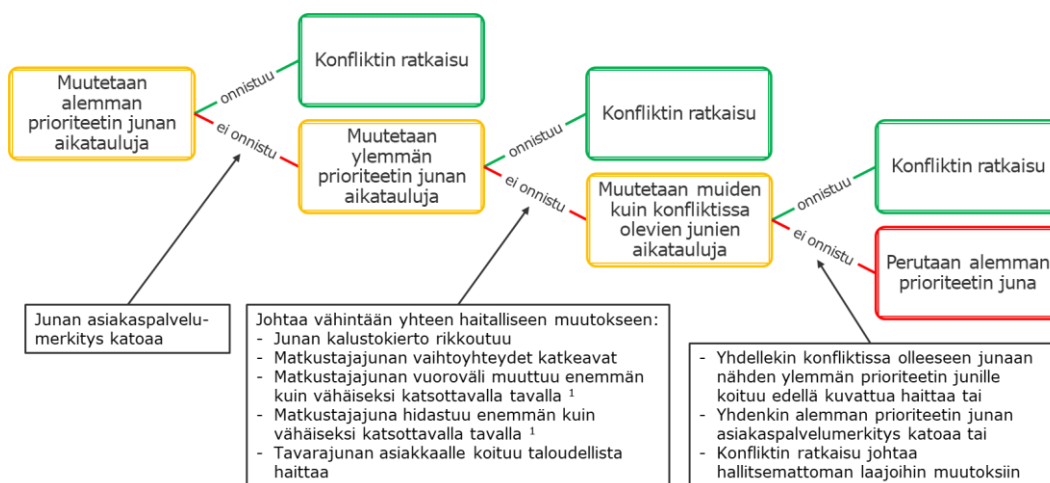 Muutetaan
alemman
prioriteetin junan
aikatauluja
onnistuu
Konfliktin ratkaisu
ei onnistu
Muutetaan
ylemmän
prioriteetin junan
aikatauluja
onnistuu
Konfliktin ratkaisu
ei onnistu
Muutetaan muiden
kuin konfliktissa
olevien junien
aikatauluja
onnistuu
Konfliktin ratkaisu
ei onnistu
Perutaan alemman
prioriteetin juna
Junan asiakaspalvelu-
merkitys katoaa
Johtaa vähintään yhteen haitalliseen muutokseen:
- Junan kalustokierto rikkoutuu
- Matkustajajunan vaihtoyhteydet katkeavat
- Matkustajajunan vuoroväli muuttuu enemmän
kuin vähäiseksi katsottavalla tavalla ¹
- Matkustajajuna hidastuu enemmän kuin
vähäiseksi katsottavalla tavalla ¹
- Tavarajunan asiakkaalle koituu taloudellista
haittaa
- Yhdellekin konfliktissa olleeseen junaan
nähden ylemmän prioriteetin junille
koituu edellä kuvattua haittaa tai
- Yhdenkin alemman prioriteetin junan
asiakaspalvelumerkitys katoaa tai
- Konfliktin ratkaisu johtaa
hallitsemattoman laajoihin muutoksiin